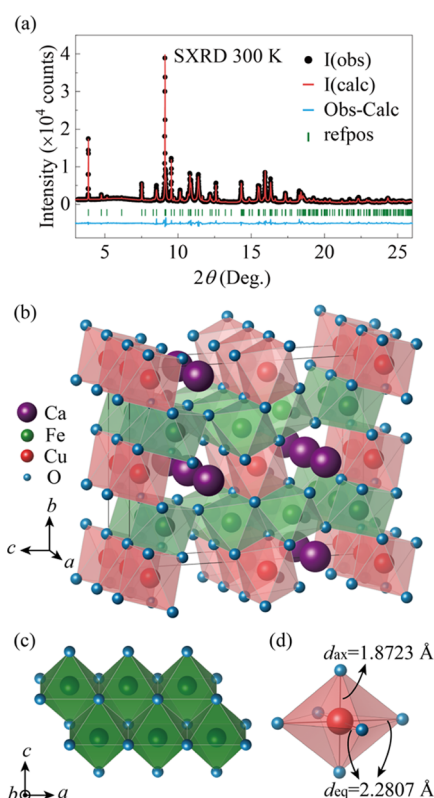 (a)
SXRD 300 K
I(obs)
I(calc)
Obs-Calc
refpos
Intensity (×10⁴ counts)
4
3
2
1
0
5
10
15
20
25
2θ (Deg.)
(b)
Ca
Fe
Cu
O
b
c
a
(c)
c
b
a
(d)
dax=1.8723 Å
deq=2.2807 Å